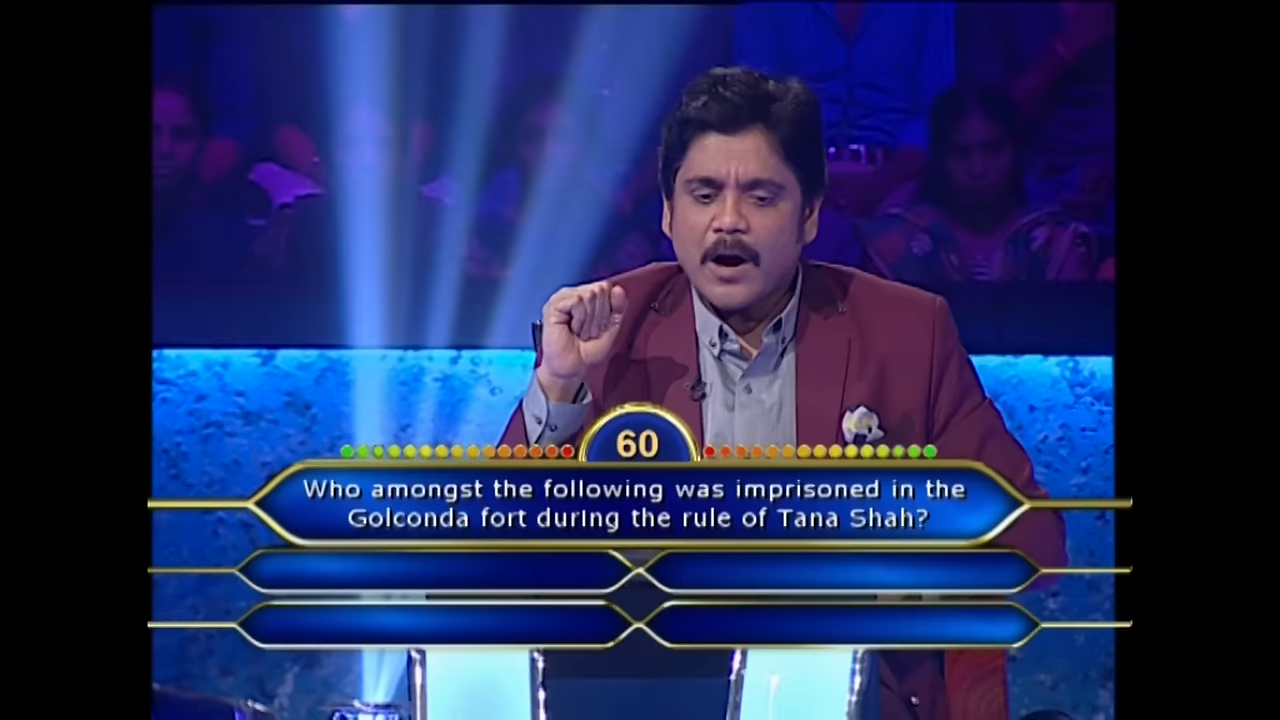 60
Who amongst the following was imprisoned in the
Golconda fort during the rule of Tana Shah?